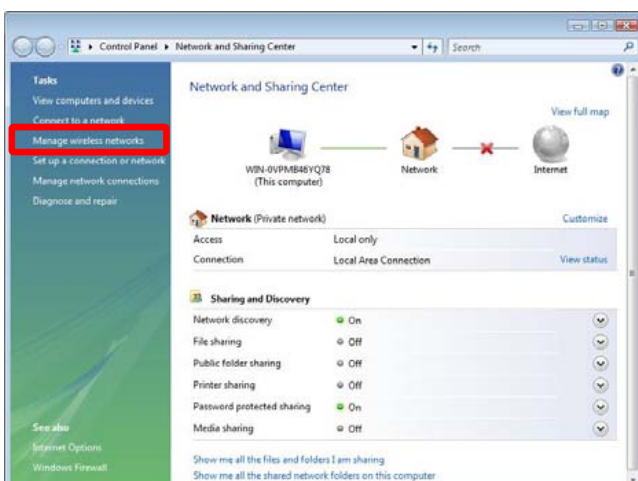 Control Panel ▸ Network and Sharing Center
Search
Tasks
View computers and devices
Connect to a network
Manage wireless networks
Set up a connection or network
Manage network connections
Diagnose and repair
See also
Internet Options
Windows Firewall
Network and Sharing Center
View full map
WIN-0VPMB46YQ78
(This computer)
Network
Internet
Network (Private network)
Customize
Access Local only
Connection Local Area Connection View status
Sharing and Discovery
Network discovery On
File sharing Off
Public folder sharing Off
Printer sharing Off
Password protected sharing On
Media sharing Off
Show me all the files and folders I am sharing
Show me all the shared network folders on this computer